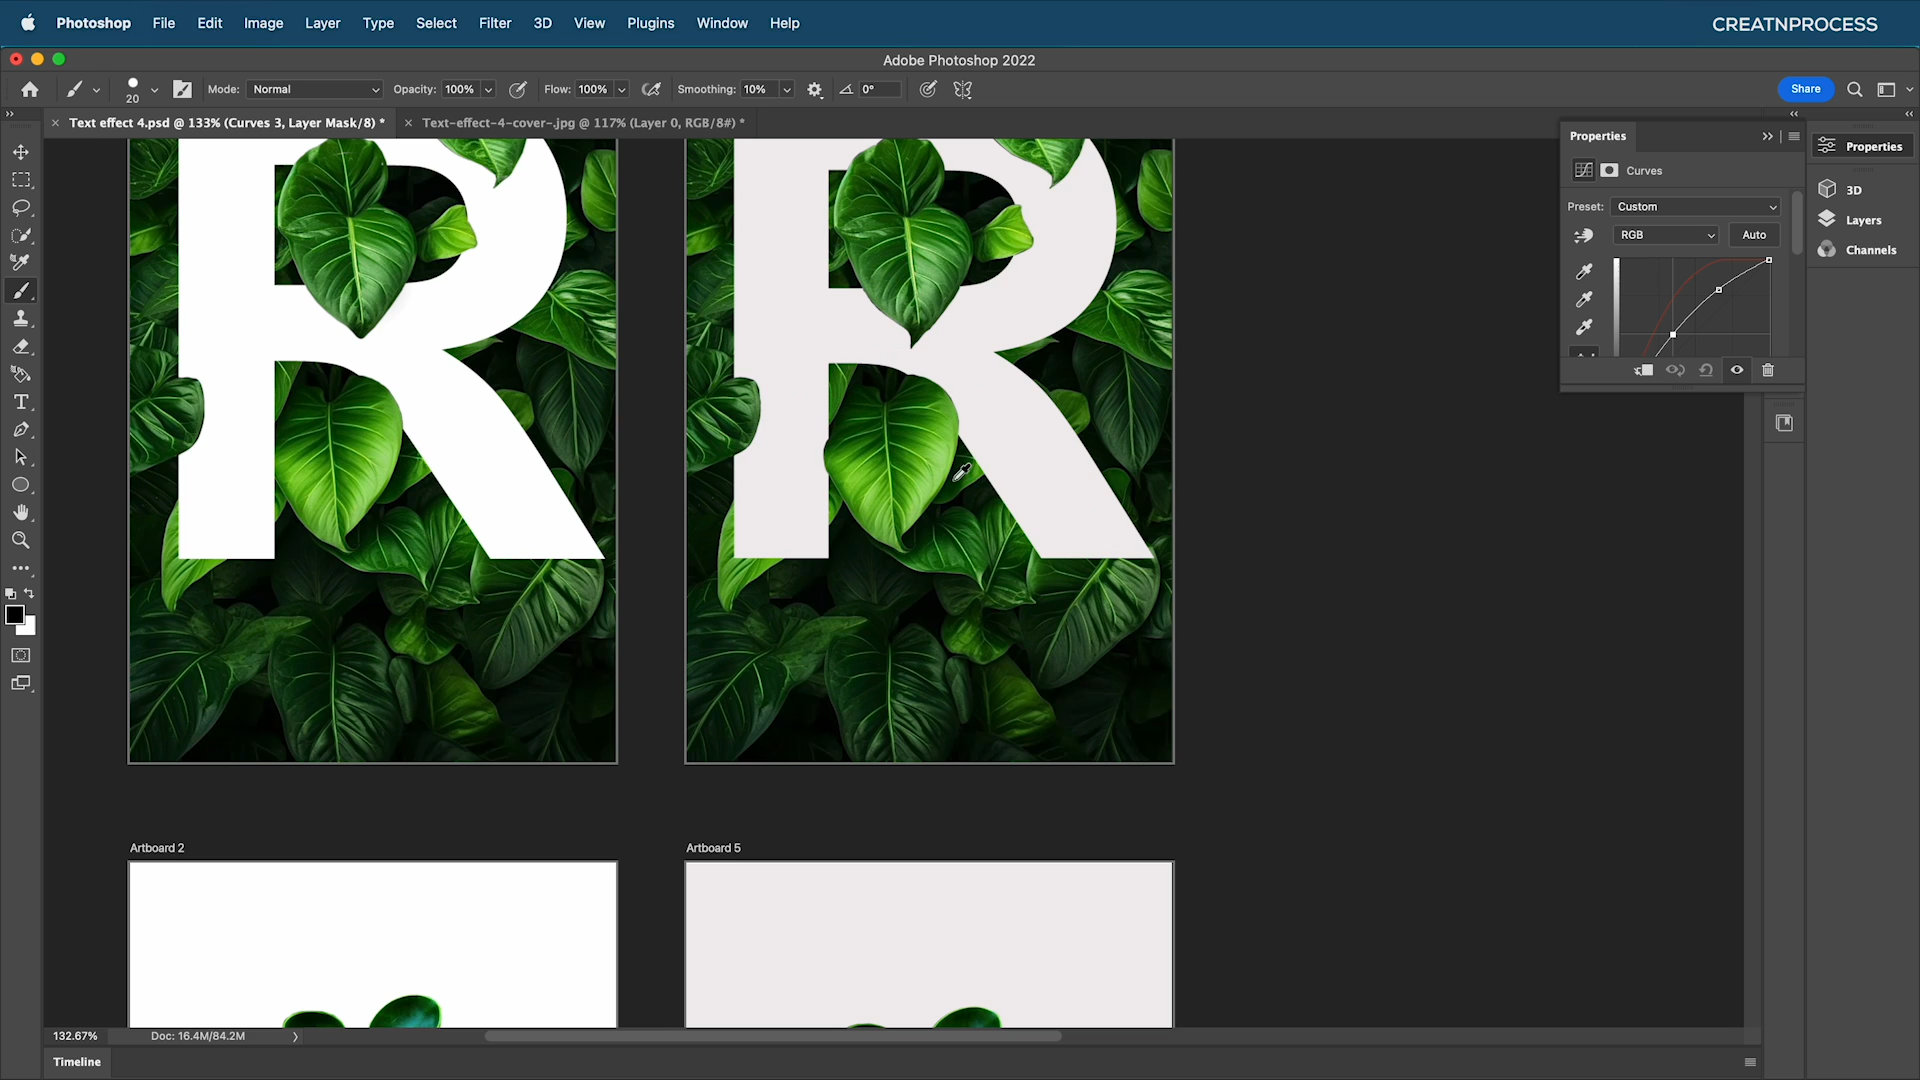 Photoshop File Edit Image Layer Type Select Filter 3D View Plugins Window Help CREATNPROCESS
Adobe Photoshop 2022
20 Mode: Normal Opacity: 100% Flow: 100% Smoothing: 10% 0° Share
Text effect 4.psd @ 133% (Curves 3, Layer Mask/8) * Text-effect-4-cover-.jpg @ 117% (Layer 0, RGB/8#) *
Properties
Properties
Curves
3D
Preset: Custom
Layers
RGB Auto
Channels
R R
Artboard 2 Artboard 5
132.67% Doc: 16.4M/84.2M
Timeline